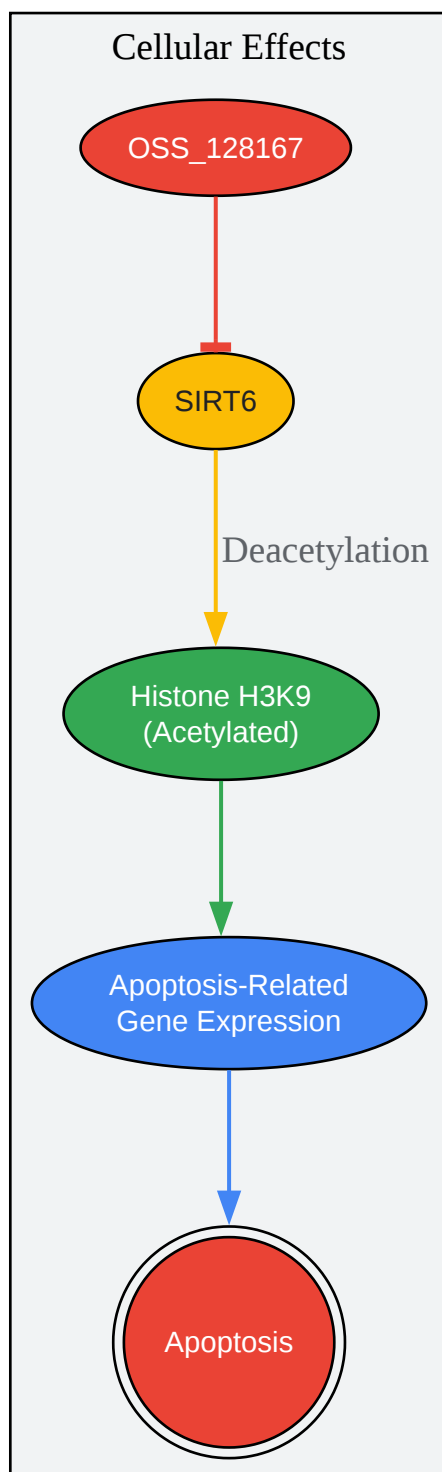 Cellular Effects
OSS_128167
SIRT6
Deacetylation
Histone H3K9
(Acetylated)
Apoptosis-Related
Gene Expression
Apoptosis